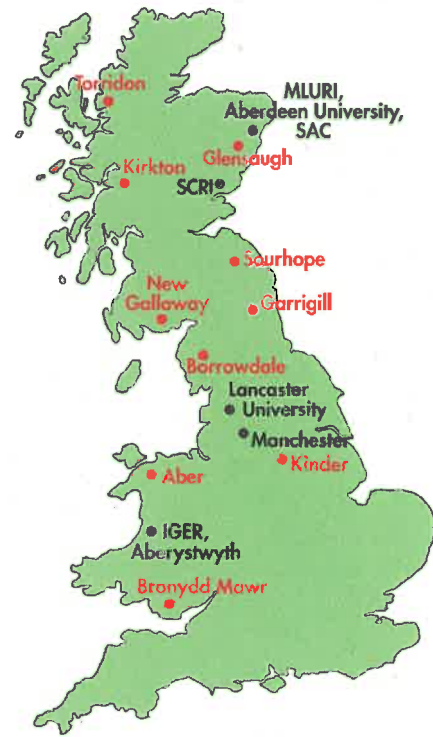 Torridon
MLURI,
Aberdeen University,
SAC
Glensaugh
Kirkton
SCRI
Sourhope
New
Gallaway
Garrigill
Borrowdale
Lancaster
University
Manchester
Kinder
Aber
IGER,
Aberystwyth
Bronydd Mawr